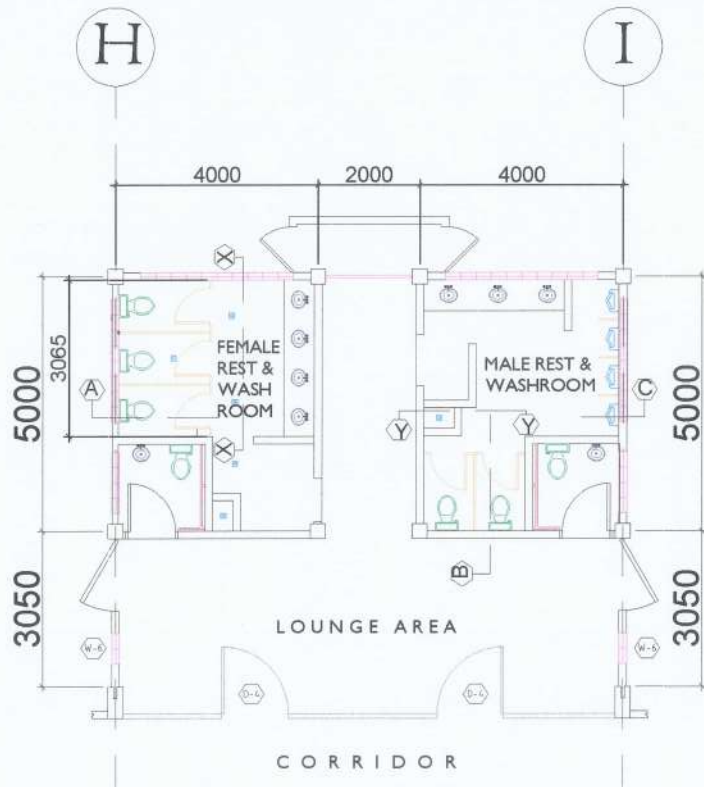 H
I
4000
2000
4000
X
3065
5000
FEMALE
REST &
WASH
ROOM
MALE REST &
WASHROOM
5000
A
C
Y
Y
X
B
3050
3050
LOUNGE AREA
W-6
W-6
D-4
D-4
CORRIDOR